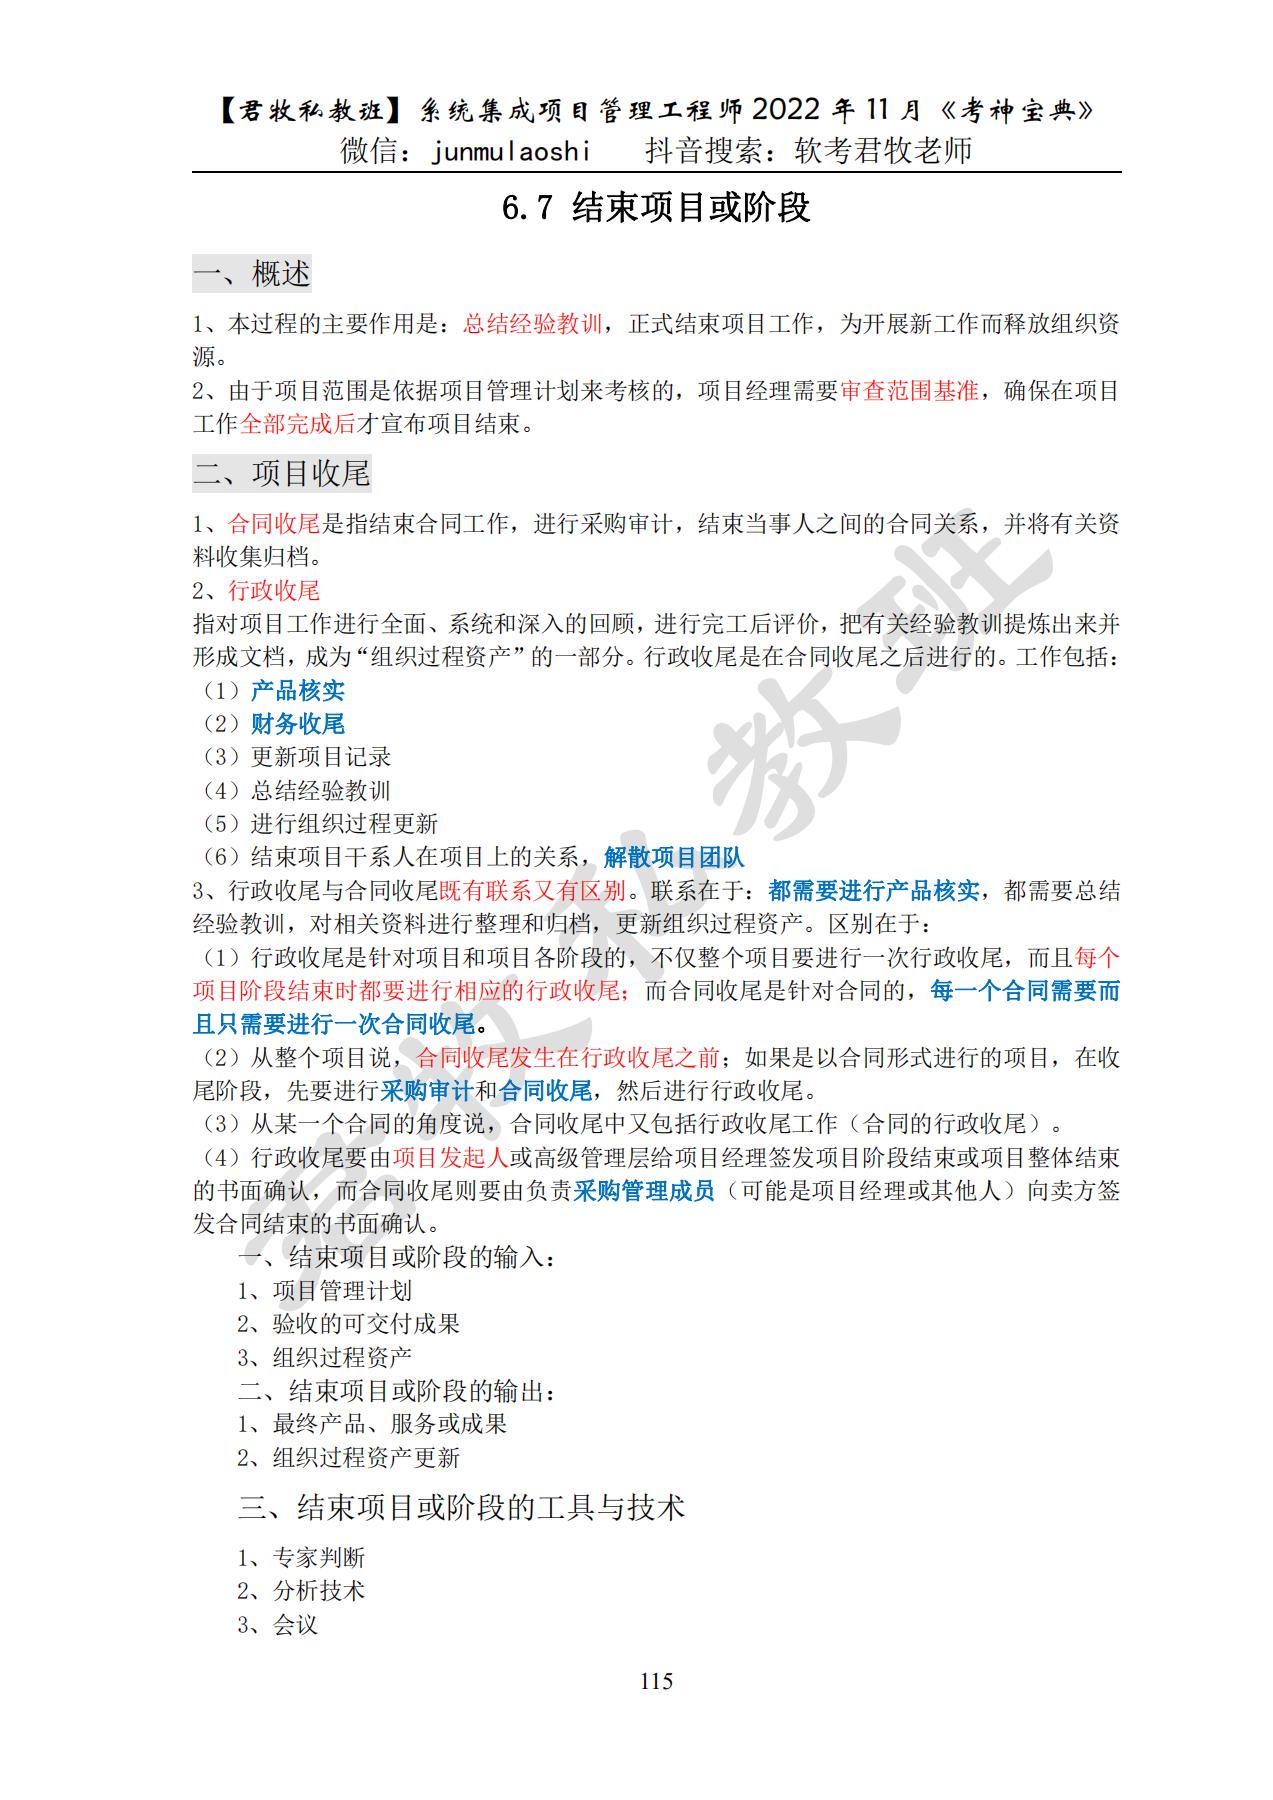 【君牧私教班】系统集成项目管理工程师2022年11月《考神宝典》
微信：junmulaoshi 抖音搜索：软考君牧老师
6.7 结束项目或阶段
一、概述
1、本过程的主要作用是：总结经验教训，正式结束项目工作，为开展新工作而释放组织资
源。
2、由于项目范围是依据项目管理计划来考核的，项目经理需要审查范围基准，确保在项目
工作全部完成后才宣布项目结束。
二、项目收尾
1、合同收尾是指结束合同工作，进行采购审计，结束当事人之间的合同关系，并将有关资
料收集归档。
2、行政收尾
指对项目工作进行全面、系统和深入的回顾，进行完工后评价，把有关经验教训提炼出来并
形成文档，成为“组织过程资产”的一部分。行政收尾是在合同收尾之后进行的。工作包括：
（1）产品核实
（2）财务收尾
（3）更新项目记录
（4）总结经验教训
（5）进行组织过程更新
（6）结束项目干系人在项目上的关系，解散项目团队
3、行政收尾与合同收尾既有联系又有区别。联系在于：都需要进行产品核实，都需要总结
经验教训，对相关资料进行整理和归档，更新组织过程资产。区别在于：
（1）行政收尾是针对项目和项目各阶段的，不仅整个项目要进行一次行政收尾，而且每个
项目阶段结束时都要进行相应的行政收尾；而合同收尾是针对合同的，每一个合同需要而
且只需要进行一次合同收尾。
（2）从整个项目说，合同收尾发生在行政收尾之前；如果是以合同形式进行的项目，在收
尾阶段，先要进行采购审计和合同收尾，然后进行行政收尾。
（3）从某一个合同的角度说，合同收尾中又包括行政收尾工作（合同的行政收尾）。
（4）行政收尾要由项目发起人或高级管理层给项目经理签发项目阶段结束或项目整体结束
的书面确认，而合同收尾则要由负责采购管理成员（可能是项目经理或其他人）向卖方签
发合同结束的书面确认。
一、结束项目或阶段的输入：
1、项目管理计划
2、验收的可交付成果
3、组织过程资产
二、结束项目或阶段的输出：
1、最终产品、服务或成果
2、组织过程资产更新
三、结束项目或阶段的工具与技术
1、专家判断
2、分析技术
3、会议
115
君牧私教班